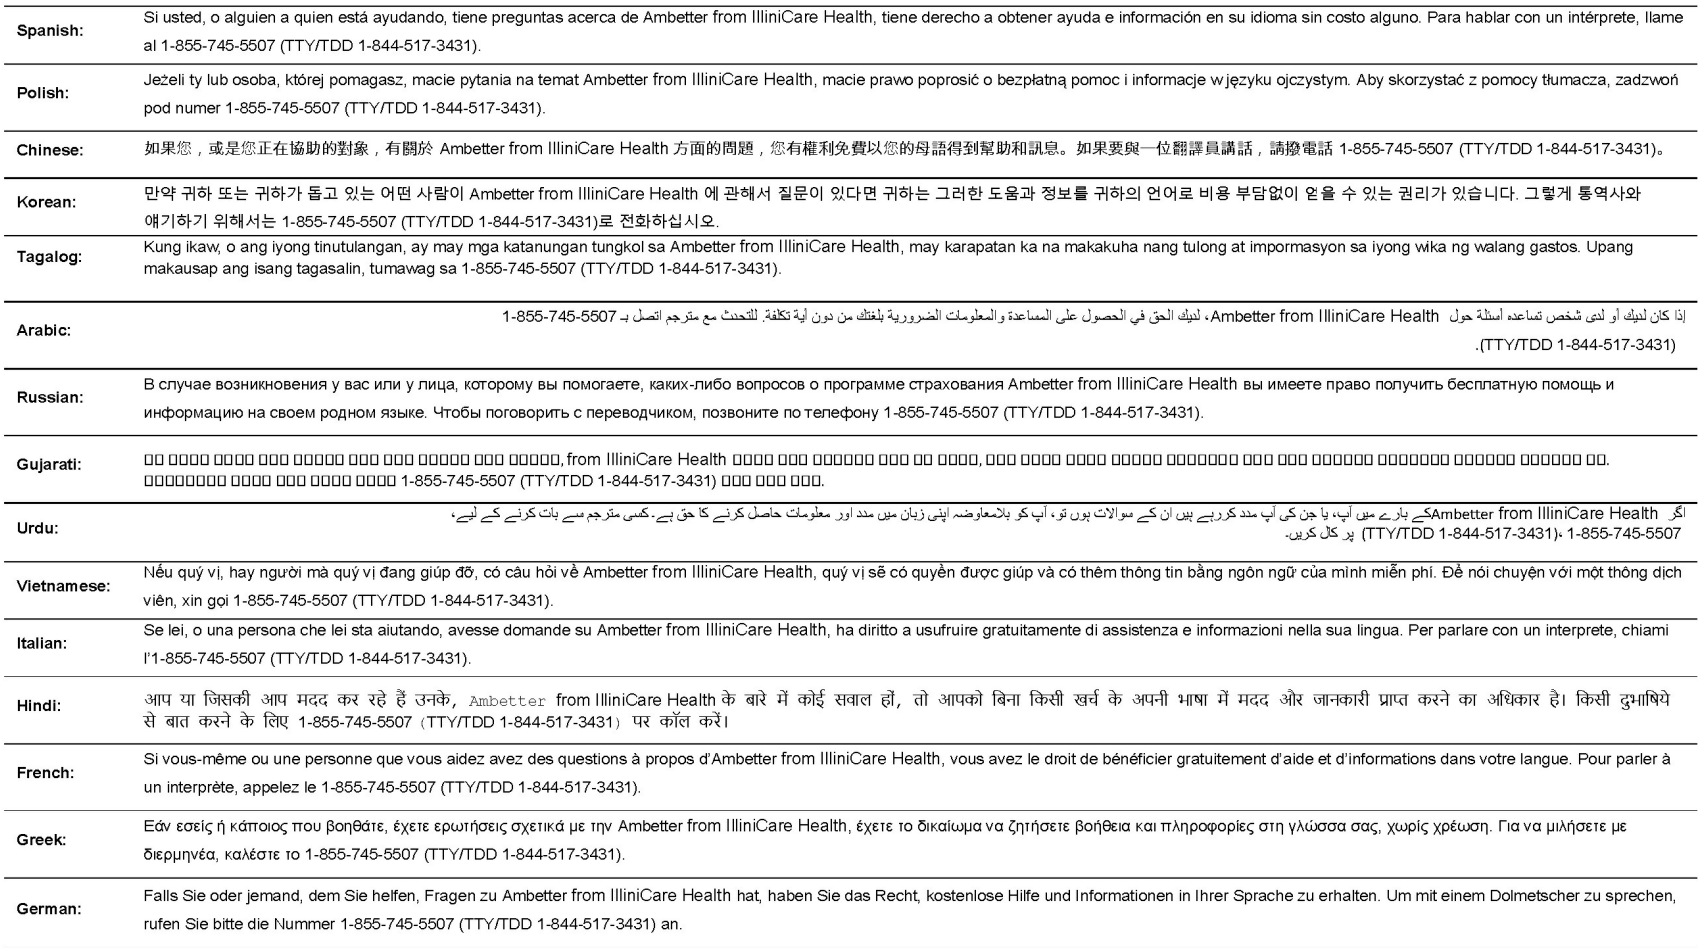 Spanish:
Si usted, o alguien a quien está ayudando, tiene preguntas acerca de Ambetter from IlliniCare Health, tiene derecho a obtener ayuda e información en su idioma sin costo alguno. Para hablar con un intérprete, llame
al 1-855-745-5507 (TTY/TDD 1-844-517-3431).
Polish:
Jeżeli ty lub osoba, której pomagasz, macie pytania na temat Ambetter from IlliniCare Health, macie prawo poprosić o bezpłatną pomoc i informacje w języku ojczystym. Aby skorzystać z pomocy tłumacza, zadzwoń
pod numer 1-855-745-5507 (TTY/TDD 1-844-517-3431).
Chinese:
如果您，或是您正在協助的對象，有關於 Ambetter from IlliniCare Health 方面的問題，您有權利免費以您的母語得到幫助和訊息。如果要與一位翻譯員講話，請撥電話 1-855-745-5507 (TTY/TDD 1-844-517-3431)。
Korean:
만약 귀하 또는 귀하가 돕고 있는 어떤 사람이 Ambetter from IlliniCare Health 에 관해서 질문이 있다면 귀하는 그러한 도움과 정보를 귀하의 언어로 비용 부담없이 얻을 수 있는 권리가 있습니다. 그렇게 통역사와
얘기하기 위해서는 1-855-745-5507 (TTY/TDD 1-844-517-3431)로 전화하십시오.
Tagalog:
Kung ikaw, o ang iyong tinutulangan, ay may mga katanungan tungkol sa Ambetter from IlliniCare Health, may karapatan ka na makakuha nang tulong at impormasyon sa iyong wika ng walang gastos. Upang
makausap ang isang tagasalin, tumawag sa 1-855-745-5507 (TTY/TDD 1-844-517-3431).
Arabic:
إذا كان لديك أو لدى شخص تساعده أسئلة حول Ambetter from IlliniCare Health، لديك الحق في الحصول على المساعدة والمعلومات الضرورية بلغتك من دون أية تكلفة. للتحدث مع مترجم اتصل بـ 1-855-745-5507
(TTY/TDD 1-844-517-3431).
Russian:
В случае возникновения у вас или у лица, которому вы помогаете, каких-либо вопросов о программе страхования Ambetter from IlliniCare Health вы имеете право получить бесплатную помощь и
информацию на своем родном языке. Чтобы поговорить с переводчиком, позвоните по телефону 1-855-745-5507 (TTY/TDD 1-844-517-3431).
Gujarati:
from IlliniCare Health
1-855-745-5507 (TTY/TDD 1-844-517-3431)
Urdu:
اگر Ambetter from IlliniCare Healthکے بارے میں آپ، یا جن کی آپ مدد کررہے ہیں ان کے سوالات ہوں تو، آپ کو بلامعاوضہ اپنی زبان میں مدد اور معلومات حاصل کرنے کا حق ہے۔ کسی مترجم سے بات کرنے کے لیے،
1-855-745-5507 ،(TTY/TDD 1-844-517-3431) پر کال کریں۔
Vietnamese:
Nếu quý vị, hay người mà quý vị đang giúp đỡ, có câu hỏi về Ambetter from IlliniCare Health, quý vị sẽ có quyền được giúp và có thêm thông tin bằng ngôn ngữ của mình miễn phí. Để nói chuyện với một thông dịch
viên, xin gọi 1-855-745-5507 (TTY/TDD 1-844-517-3431).
Italian:
Se lei, o una persona che lei sta aiutando, avesse domande su Ambetter from IlliniCare Health, ha diritto a usufruire gratuitamente di assistenza e informazioni nella sua lingua. Per parlare con un interprete, chiami
l'1-855-745-5507 (TTY/TDD 1-844-517-3431).
Hindi:
आप या जिसकी आप मदद कर रहे हैं उनके, Ambetter from IlliniCare Health के बारे में कोई सवाल हों, तो आपको बिना किसी खर्च के अपनी भाषा में मदद और जानकारी प्राप्त करने का अधिकार है। किसी दुभाषिये
से बात करने के लिए 1-855-745-5507 (TTY/TDD 1-844-517-3431) पर कॉल करें।
French:
Si vous-même ou une personne que vous aidez avez des questions à propos d'Ambetter from IlliniCare Health, vous avez le droit de bénéficier gratuitement d'aide et d'informations dans votre langue. Pour parler à
un interprète, appelez le 1-855-745-5507 (TTY/TDD 1-844-517-3431).
Greek:
Εάν εσείς ή κάποιος που βοηθάτε, έχετε ερωτήσεις σχετικά με την Ambetter from IlliniCare Health, έχετε το δικαίωμα να ζητήσετε βοήθεια και πληροφορίες στη γλώσσα σας, χωρίς χρέωση. Για να μιλήσετε με
διερμηνέα, καλέστε το 1-855-745-5507 (TTY/TDD 1-844-517-3431).
German:
Falls Sie oder jemand, dem Sie helfen, Fragen zu Ambetter from IlliniCare Health hat, haben Sie das Recht, kostenlose Hilfe und Informationen in Ihrer Sprache zu erhalten. Um mit einem Dolmetscher zu sprechen,
rufen Sie bitte die Nummer 1-855-745-5507 (TTY/TDD 1-844-517-3431) an.